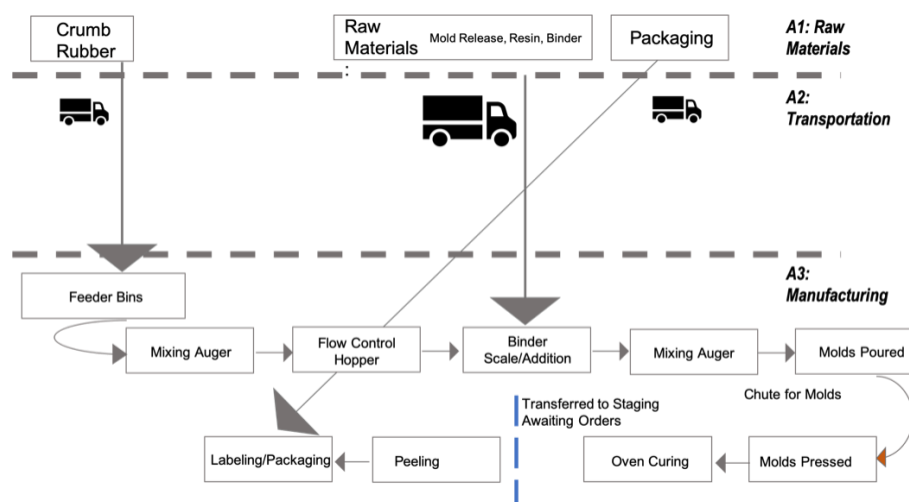 Crumb
Rubber
Raw
Materials
:
Mold Release, Resin, Binder
Packaging
A1: Raw
Materials
A2:
Transportation
A3:
Manufacturing
Feeder Bins
Mixing Auger
Flow Control
Hopper
Binder
Scale/Addition
Mixing Auger
Molds Poured
Chute for Molds
Transferred to Staging
Awaiting Orders
Labeling/Packaging
Peeling
Oven Curing
Molds Pressed